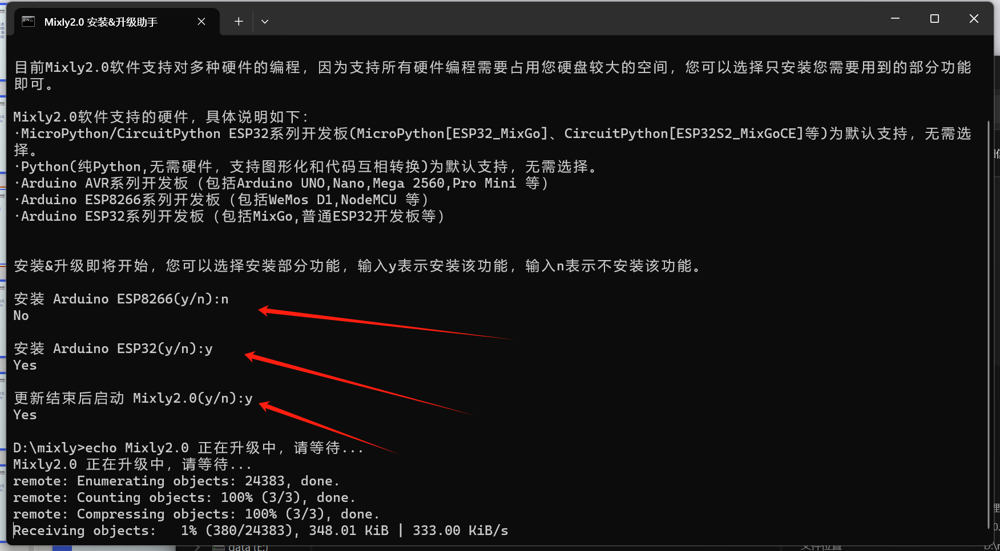 Mixly2.0 安装&升级助手
目前Mixly2.0软件支持对多种硬件的编程，因为支持所有硬件编程需要占用您硬盘较大的空间，您可以选择只安装您需要用到的部分功能
即可。
Mixly2.0软件支持的硬件，具体说明如下：
·MicroPython/CircuitPython ESP32系列开发板(MicroPython[ESP32_MixGo]、CircuitPython[ESP32S2_MixGoCE]等)为默认支持，无需选
择。
·Python(纯Python,无需硬件，支持图形化和代码互相转换)为默认支持，无需选择。
·Arduino AVR系列开发板（包括Arduino UNO,Nano,Mega 2560,Pro Mini 等）
·Arduino ESP8266系列开发板（包括WeMos D1,NodeMCU 等）
·Arduino ESP32系列开发板（包括MixGo,普通ESP32开发板等）
安装&升级即将开始，您可以选择安装部分功能，输入y表示安装该功能，输入n表示不安装该功能。
安装 Arduino ESP8266(y/n):n
No
安装 Arduino ESP32(y/n):y
Yes
更新结束后启动 Mixly2.0(y/n):y
Yes
D:\mixly>echo Mixly2.0 正在升级中，请等待...
Mixly2.0 正在升级中，请等待...
remote: Enumerating objects: 24383, done.
remote: Counting objects: 100% (3/3), done.
remote: Compressing objects: 100% (3/3), done.
Receiving objects:   1% (380/24383), 348.01 KiB | 333.00 KiB/s
data (E:)
文件位置